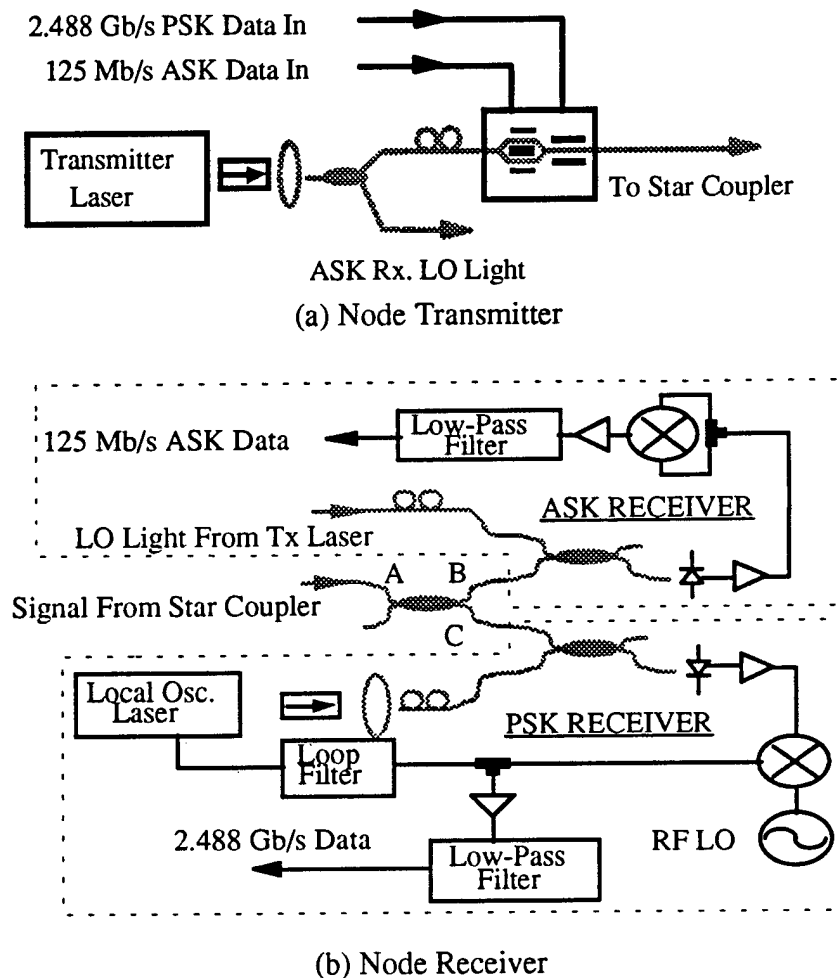 2.488 Gb/s PSK Data In
125 Mb/s ASK Data In
Transmitter
Laser
To Star Coupler
ASK Rx. LO Light
(a) Node Transmitter
125 Mb/s ASK Data
Low-Pass
Filter
ASK RECEIVER
LO Light From Tx Laser
A
B
Signal From Star Coupler
C
Local Osc.
Laser
PSK RECEIVER
Loop
Filter
2.488 Gb/s Data
RF LO
Low-Pass
Filter
(b) Node Receiver